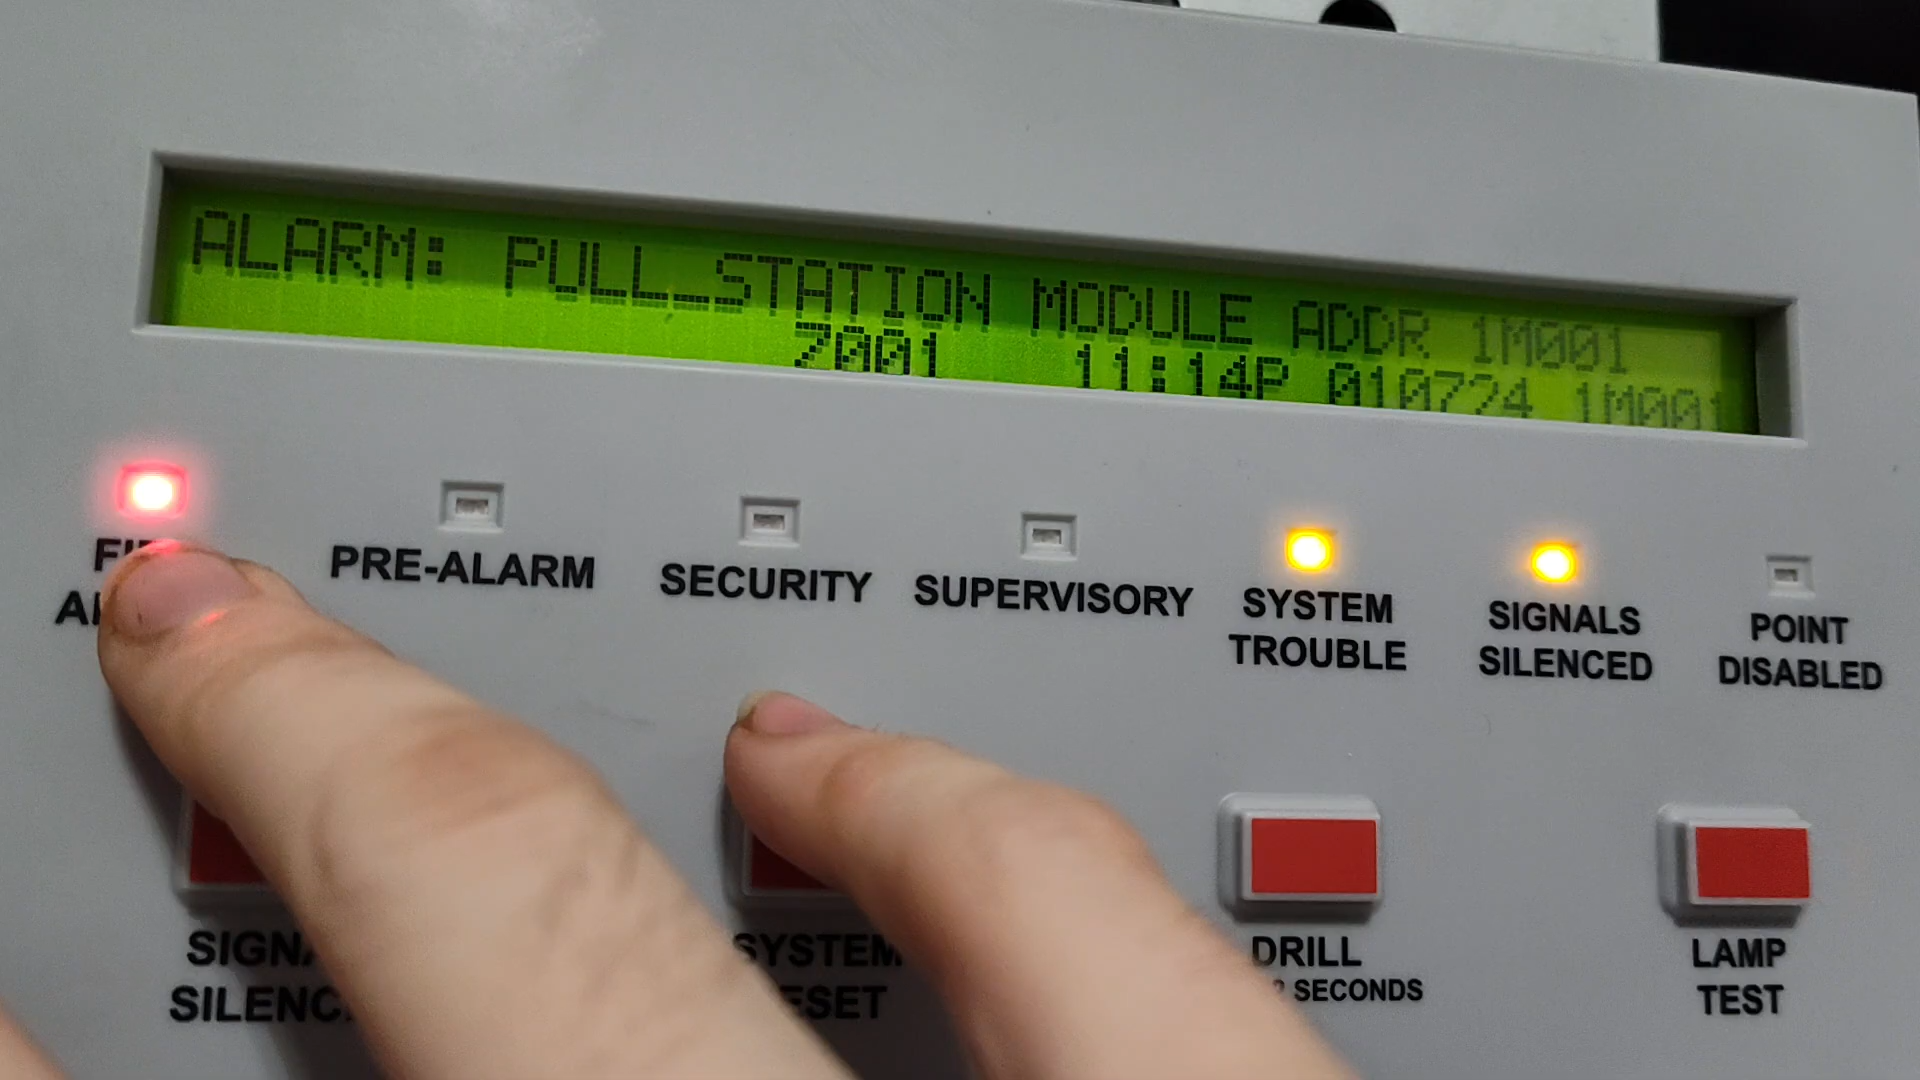 ALARM: PULL_STATION MODULE ADDR 1M001
Z001 11:14P 010724 1M001
PRE-ALARM
SECURITY
SUPERVISORY
SYSTEM
TROUBLE
SIGNALS
SILENCED
POINT
DISABLED
SYSTEM
DRILL
SECONDS
LAMP
TEST